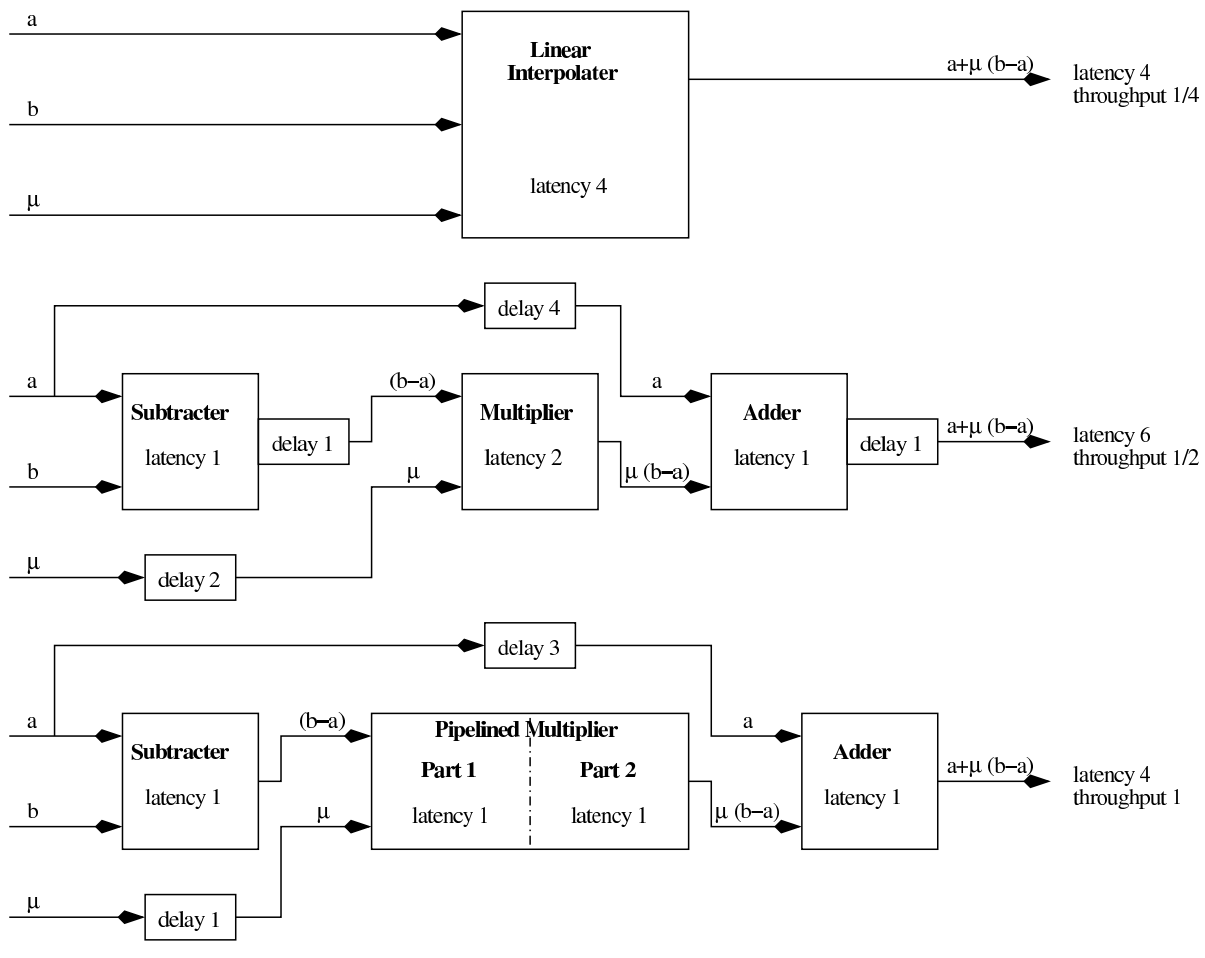 a
Linear
Interpolater
a+μ (b−a)
latency 4
throughput 1/4
b
latency 4
μ
delay 4
a
(b−a)
a
Subtracter
Multiplier
Adder
a+μ (b−a)
latency 6
throughput 1/2
delay 1
delay 1
latency 1
latency 2
latency 1
b
μ
μ (b−a)
μ
delay 2
delay 3
a
(b−a)
Pipelined Multiplier
a
Subtracter
Part 1
Part 2
Adder
a+μ (b−a)
latency 4
throughput 1
latency 1
latency 1
latency 1
latency 1
b
μ
μ (b−a)
μ
delay 1